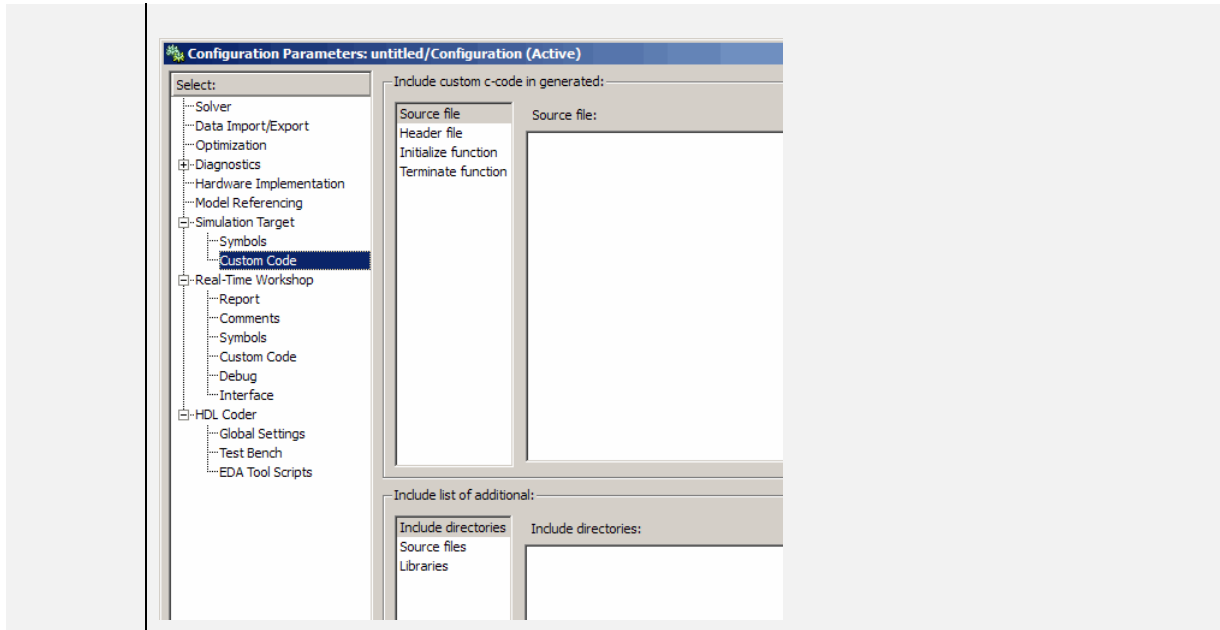 Configuration Parameters: untitled/Configuration (Active)
Select:
Solver
Data Import/Export
Optimization
Diagnostics
Hardware Implementation
Model Referencing
Simulation Target
Symbols
Custom Code
Real-Time Workshop
Report
Comments
Symbols
Custom Code
Debug
Interface
HDL Coder
Global Settings
Test Bench
EDA Tool Scripts
Include custom c-code in generated:
Source file
Header file
Initialize function
Terminate function
Source file:
Include list of additional:
Include directories
Source files
Libraries
Include directories: